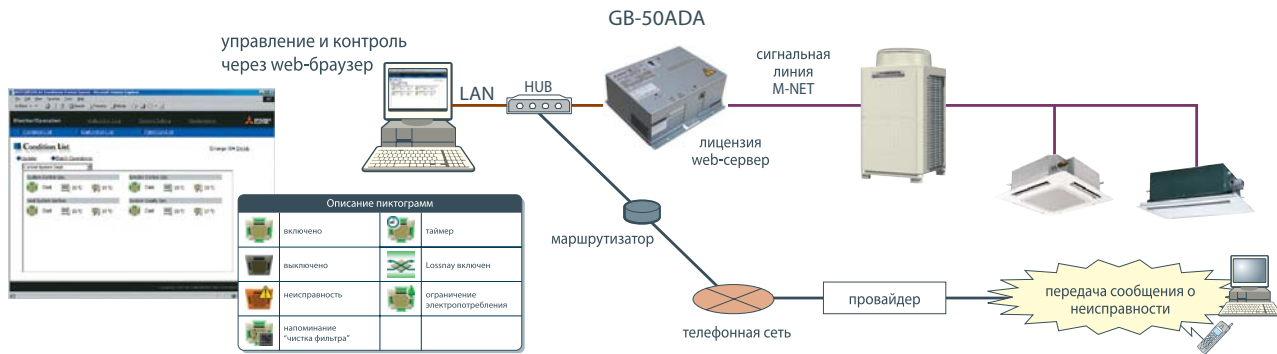 GB-50ADA
управление и контроль
через web-браузер
LAN
HUB
сигнальная
линия
M-NET
лицензия
web-сервер
Condition List
Описание пиктограмм
включено
таймер
выключено
Lossnay включен
неисправность
ограничение
электропотребления
напоминание
"чистка фильтра"
маршрутизатор
телефонная сеть
провайдер
передача сообщения о
неисправности